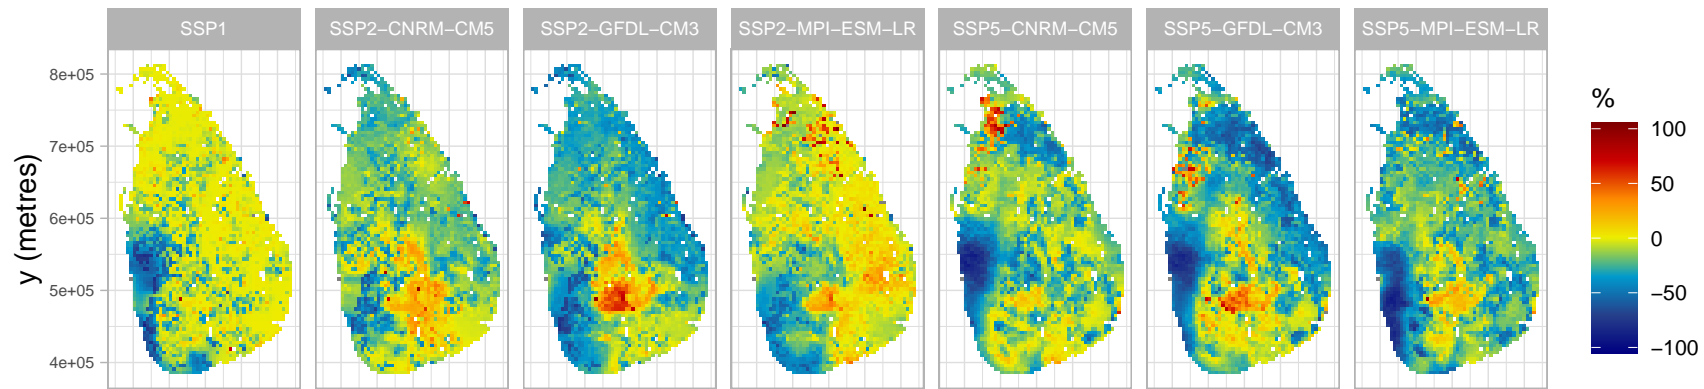 SSP1
SSP2−CNRM−CM5
SSP2−GFDL−CM3
SSP2−MPI−ESM−LR
SSP5−CNRM−CM5
SSP5−GFDL−CM3
SSP5−MPI−ESM−LR
y (metres)
8e+05
7e+05
6e+05
5e+05
4e+05
%
100
50
0
−50
−100